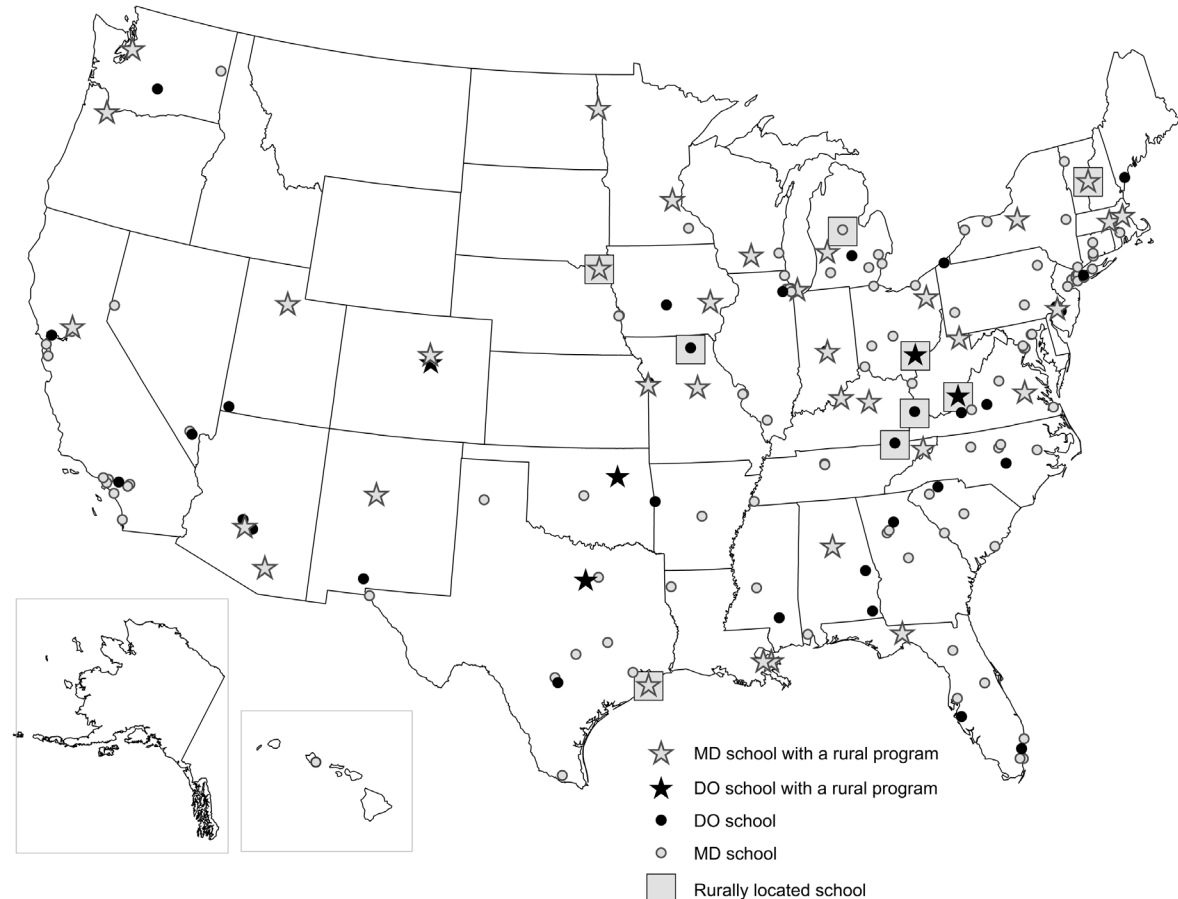 MD school with a rural program
DO school with a rural program
DO school
MD school
Rurally located school